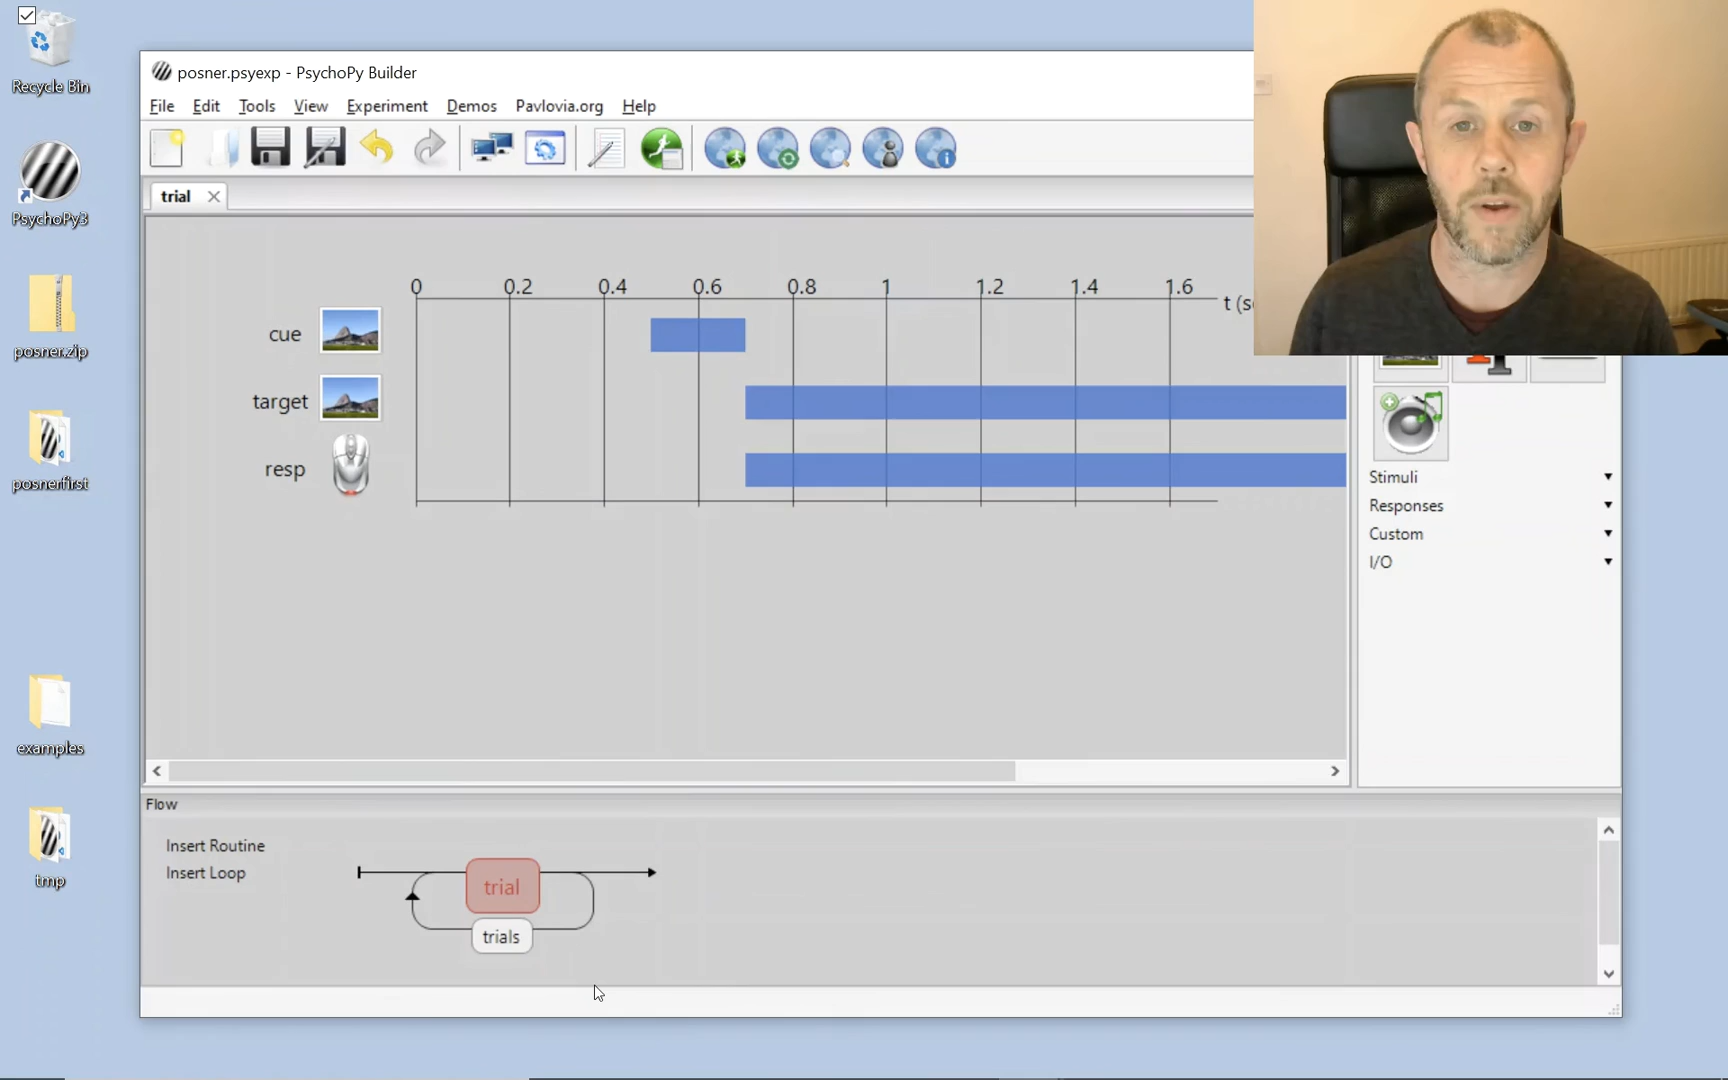 Recycle Bin
PsychoPy3
posner.zip
posnerfirst
examples
tmp
posner.psyexp - PsychoPy Builder
File Edit Tools View Experiment Demos Pavlovia.org Help
trial
0 0.2 0.4 0.6 0.8 1 1.2 1.4 1.6
t (s
cue
target
resp
Stimuli
Responses
Custom
I/O
Flow
Insert Routine
Insert Loop
trial
trials